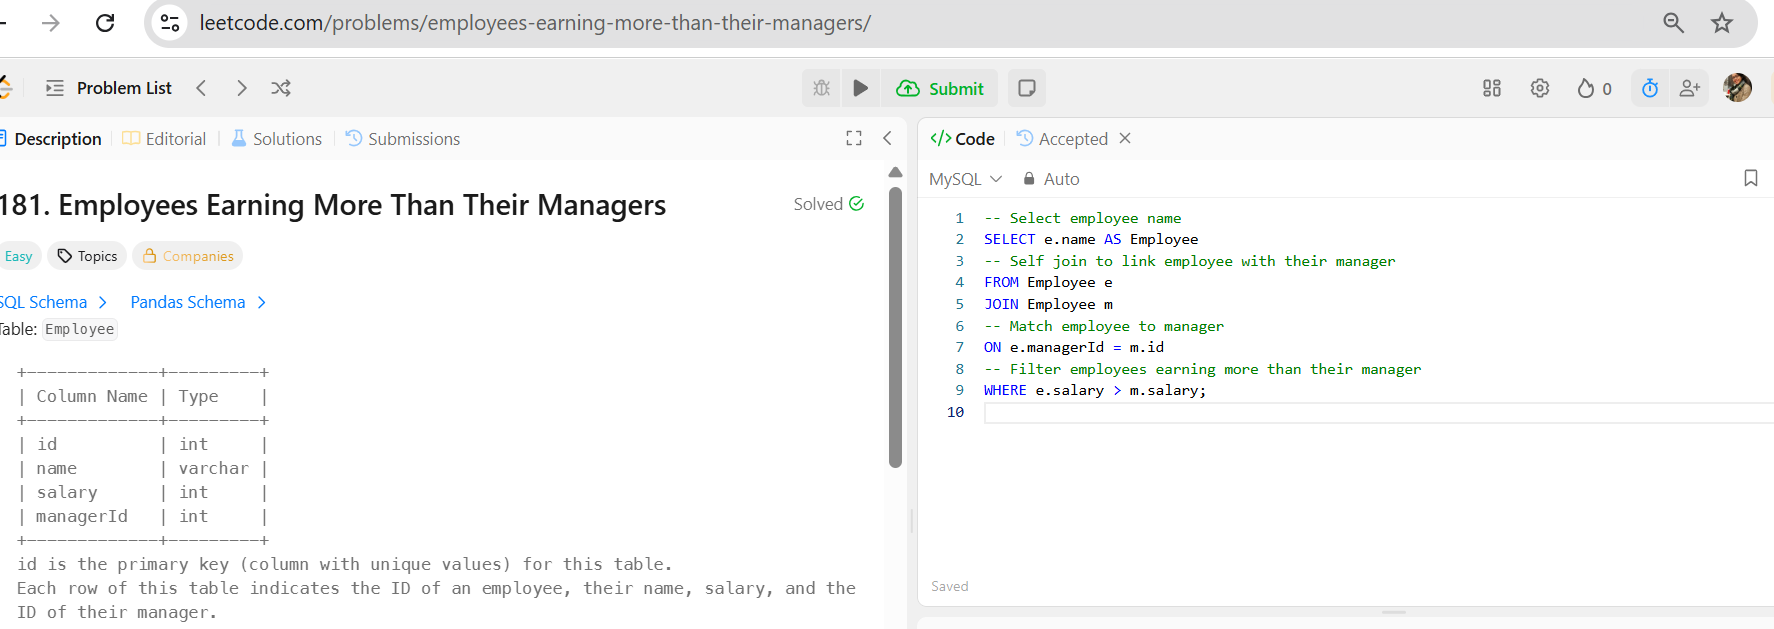 leetcode.com/problems/employees-earning-more-than-their-managers/
Problem List
Submit
0
Description
Editorial
Solutions
Submissions
181. Employees Earning More Than Their Managers
Solved
Easy
Topics
Companies
SQL Schema
Pandas Schema
Table: Employee
+-------------+---------+
| Column Name | Type    |
+-------------+---------+
| id          | int     |
| name        | varchar |
| salary      | int     |
| managerId   | int     |
+-------------+---------+
id is the primary key (column with unique values) for this table.
Each row of this table indicates the ID of an employee, their name, salary, and the
ID of their manager.
</> Code
Accepted
MySQL
Auto
1 -- Select employee name
2 SELECT e.name AS Employee
3 -- Self join to link employee with their manager
4 FROM Employee e
5 JOIN Employee m
6 -- Match employee to manager
7 ON e.managerId = m.id
8 -- Filter employees earning more than their manager
9 WHERE e.salary > m.salary;
10
Saved